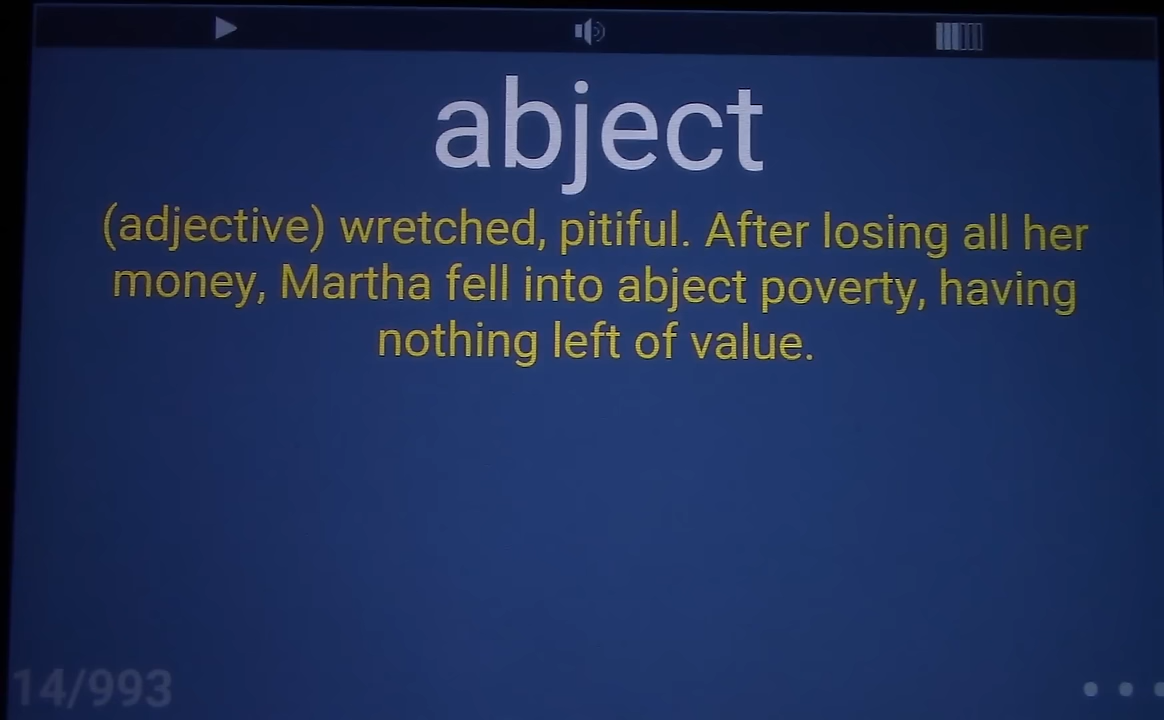 abject
(adjective) wretched, pitiful. After losing all her
money, Martha fell into abject poverty, having
nothing left of value.
14/993